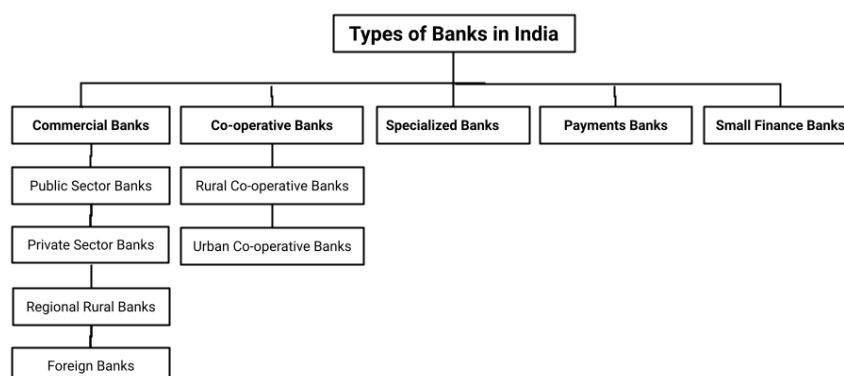 Types of Banks in India
Commercial Banks
Co-operative Banks
Specialized Banks
Payments Banks
Small Finance Banks
Public Sector Banks
Rural Co-operative Banks
Private Sector Banks
Urban Co-operative Banks
Regional Rural Banks
Foreign Banks